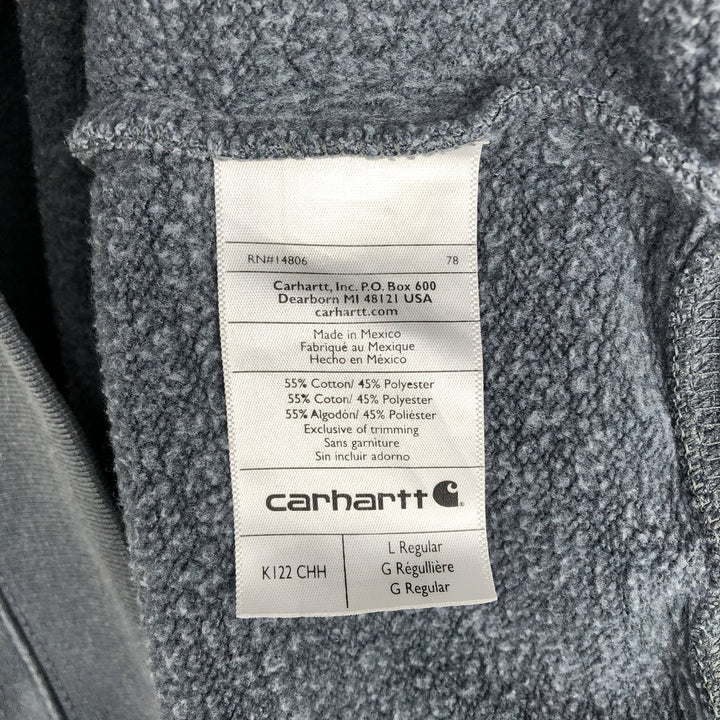 RN#14806 78
Carhartt, Inc. P.O. Box 600
Dearborn MI 48121 USA
carhartt.com
Made in Mexico
Fabriqué au Mexique
Hecho en México
55% Cotton/ 45% Polyester
55% Coton/ 45% Polyester
55% Algodón/ 45% Poliéster
Exclusive of trimming
Sans garniture
Sin incluir adorno
carhartt
K122 CHH
L Regular
G Régullière
G Regular